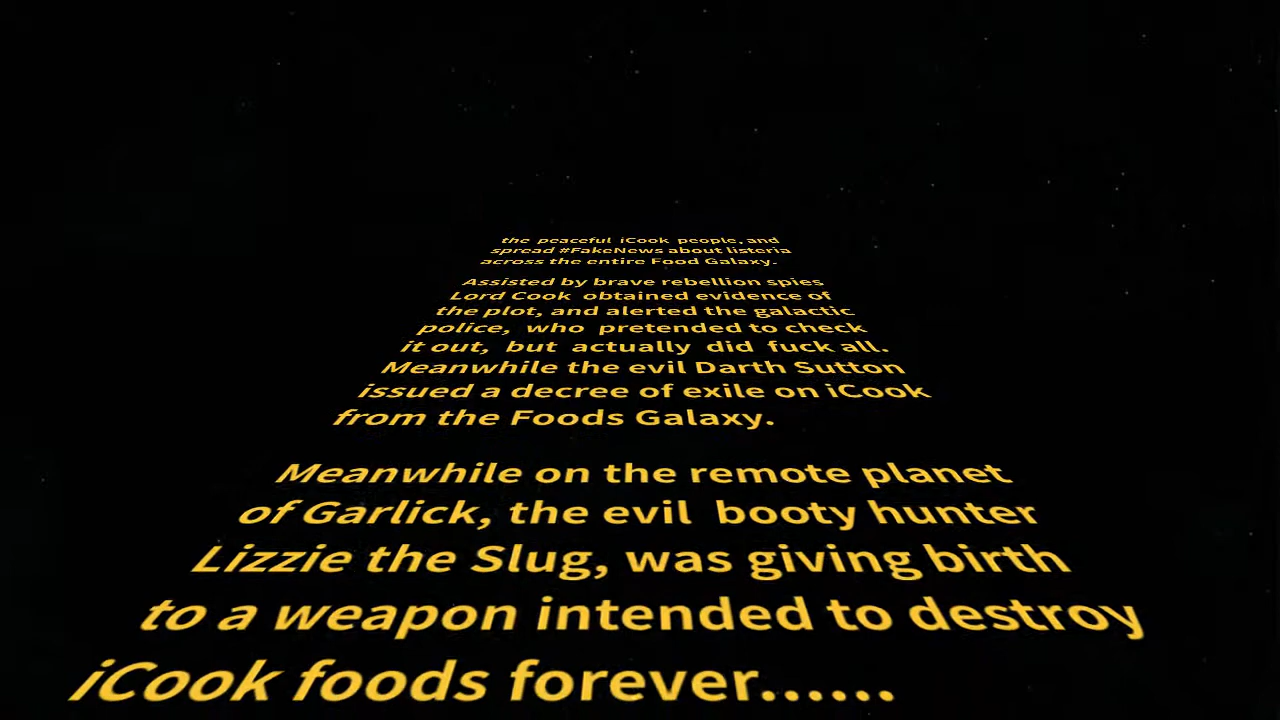 the peaceful iCook people, and
spread #FakeNews about listeria
across the entire Food Galaxy.
Assisted by brave rebellion spies
Lord Cook obtained evidence of
the plot, and alerted the galactic
police, who pretended to check
it out, but actually did fuck all.
Meanwhile the evil Darth Sutton
issued a decree of exile on iCook
from the Foods Galaxy.
Meanwhile on the remote planet
of Garlick, the evil booty hunter
Lizzie the Slug, was giving birth
to a weapon intended to destroy
iCook foods forever......